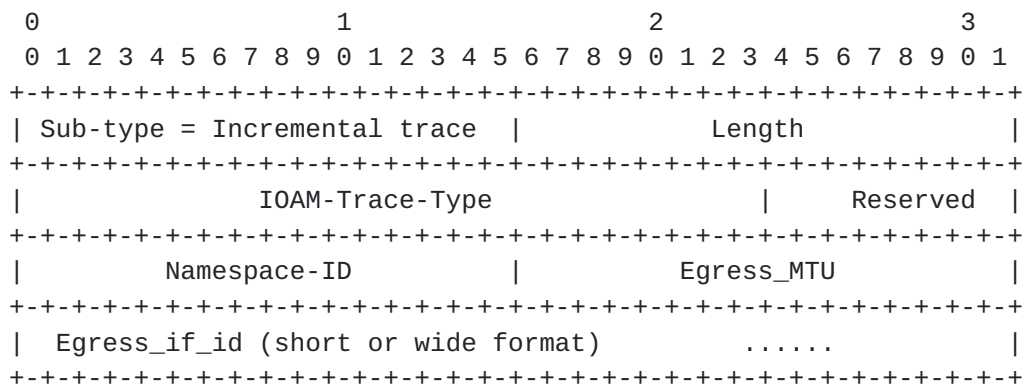 0                   1                   2                   3
 0 1 2 3 4 5 6 7 8 9 0 1 2 3 4 5 6 7 8 9 0 1 2 3 4 5 6 7 8 9 0 1
+-+-+-+-+-+-+-+-+-+-+-+-+-+-+-+-+-+-+-+-+-+-+-+-+-+-+-+-+-+-+-+-+
| Sub-type = Incremental trace  |            Length             |
+-+-+-+-+-+-+-+-+-+-+-+-+-+-+-+-+-+-+-+-+-+-+-+-+-+-+-+-+-+-+-+-+
|               IOAM-Trace-Type                 |     Reserved  |
+-+-+-+-+-+-+-+-+-+-+-+-+-+-+-+-+-+-+-+-+-+-+-+-+-+-+-+-+-+-+-+-+
|         Namespace-ID          |          Egress_MTU           |
+-+-+-+-+-+-+-+-+-+-+-+-+-+-+-+-+-+-+-+-+-+-+-+-+-+-+-+-+-+-+-+-+
|  Egress_if_id (short or wide format)         ......           |
+-+-+-+-+-+-+-+-+-+-+-+-+-+-+-+-+-+-+-+-+-+-+-+-+-+-+-+-+-+-+-+-+